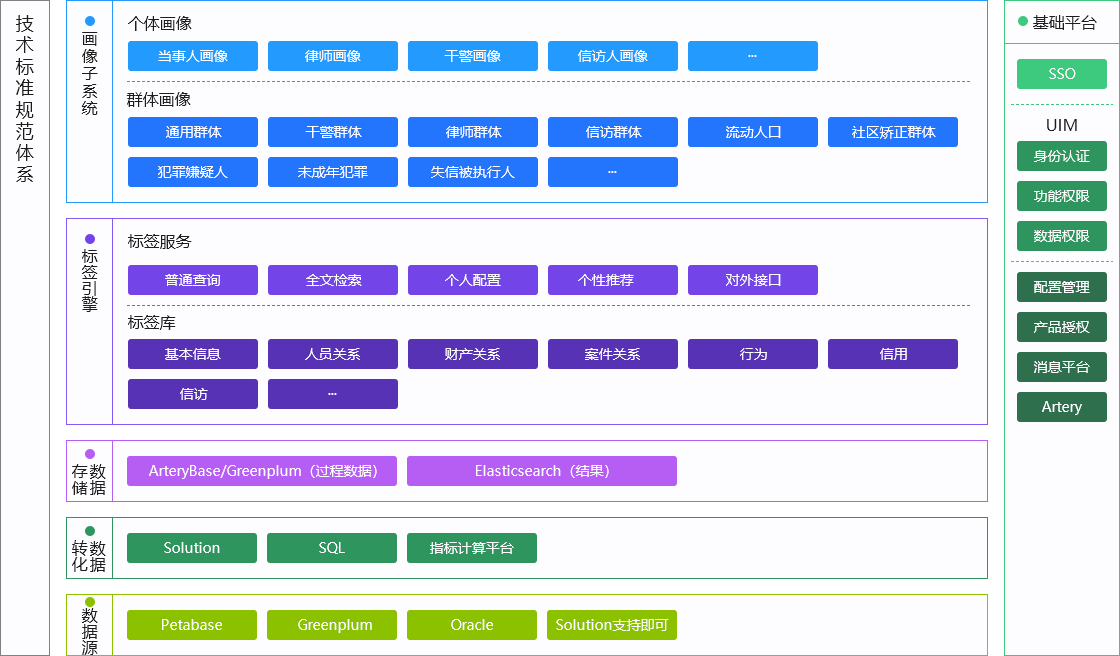 技术标准规范体系
画像子系统
个体画像
当事人画像 律师画像 干警画像 信访人画像 ...
群体画像
通用群体 干警群体 律师群体 信访群体 流动人口 社区矫正群体
犯罪嫌疑人 未成年犯罪 失信被执行人 ...
标签引擎
标签服务
普通查询 全文检索 个人配置 个性推荐 对外接口
标签库
基本信息 人员关系 财产关系 案件关系 行为 信用
信访 ...
数据存储
ArteryBase/Greenplum（过程数据） Elasticsearch（结果）
数据转化
Solution SQL 指标计算平台
数据源
Petabase Greenplum Oracle Solution支持即可
基础平台
SSO
UIM
身份认证
功能权限
数据权限
配置管理
产品授权
消息平台
Artery